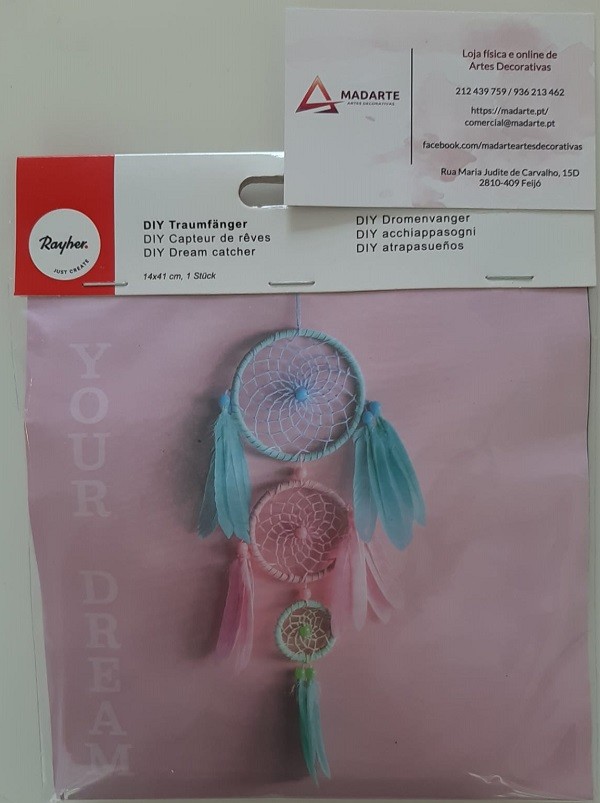 MADARTE
ARTES DECORATIVAS
Loja física e online de
Artes Decorativas
212 439 759 / 936 213 462
https://madarte.pt/
comercial@madarte.pt
facebook.com/madarteartesdecorativas
Rua Maria Judite de Carvalho, 15D
2810-409 Feijó
Rayher.
JUST CREATE
DIY Traumfänger
DIY Capteur de rêves
DIY Dream catcher
14x41 cm, 1 Stück
DIY Dromenvanger
DIY acchiappasogni
DIY atrapasueños
YOUR DREAM